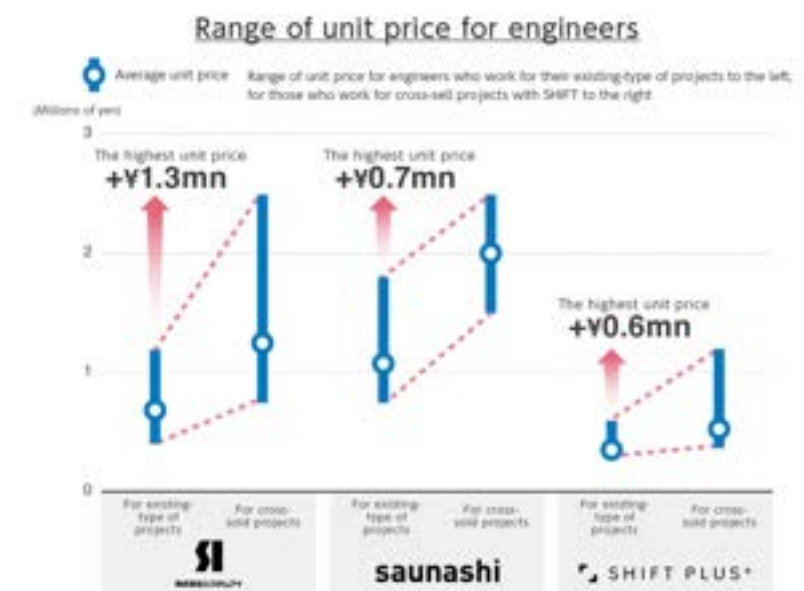 Range of unit price for engineers
Average unit price
Range of unit price for engineers who work for their existing-type of projects to the left,
for those who work for cross-sell projects with SHIFT to the right
(Millions of yen)
3
The highest unit price
+¥1.3mn
The highest unit price
+¥0.7mn
2
The highest unit price
+¥0.6mn
1
0
For existing-
type of
projects
For cross-
sold projects
For existing-
type of
projects
For cross-
sold projects
For existing-
type of
projects
For cross-
sold projects
saunashi
SHIFT PLUS+